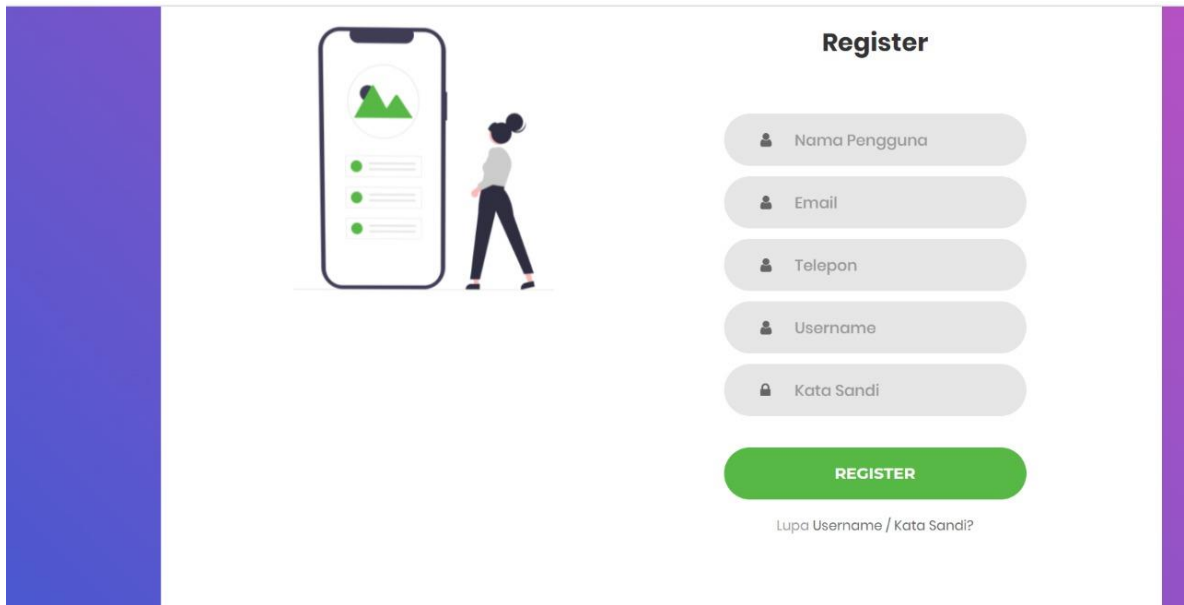 Register
Nama Pengguna
Email
Telepon
Username
Kata Sandi
REGISTER
Lupa Username / Kata Sandi?